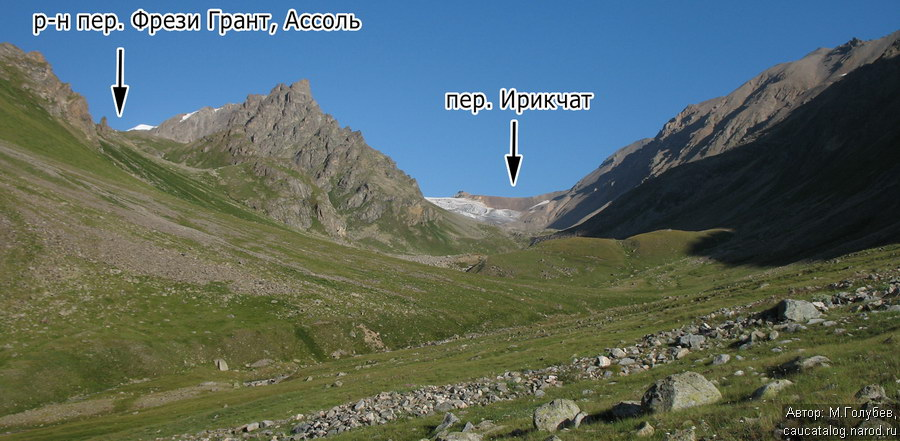 р-н пер. Фрези Грант, Ассоль
пер. Ирикчат
Автор: М.Голубев,
caucatalog.narod.ru